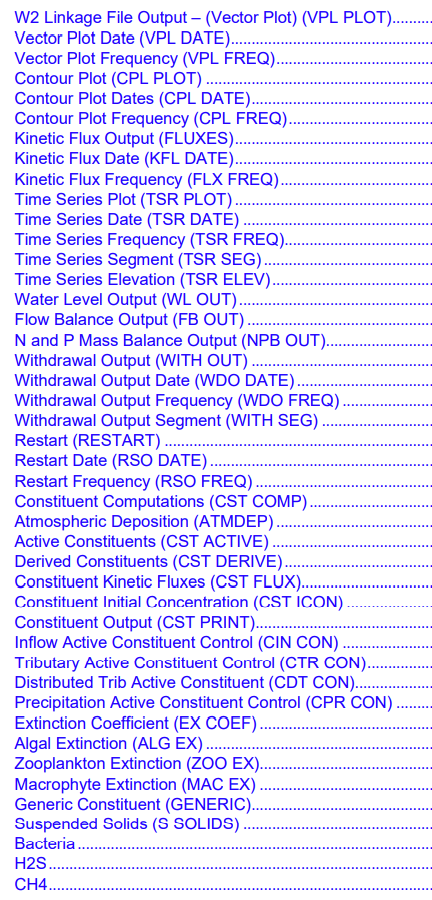 W2 Linkage File Output – (Vector Plot) (VPL PLOT)..........
Vector Plot Date (VPL DATE)..........
Vector Plot Frequency (VPL FREQ)..........
Contour Plot (CPL PLOT) ..........
Contour Plot Dates (CPL DATE)..........
Contour Plot Frequency (CPL FREQ)..........
Kinetic Flux Output (FLUXES)..........
Kinetic Flux Date (KFL DATE)..........
Kinetic Flux Frequency (FLX FREQ)..........
Time Series Plot (TSR PLOT)..........
Time Series Date (TSR DATE) ..........
Time Series Frequency (TSR FREQ)..........
Time Series Segment (TSR SEG)..........
Time Series Elevation (TSR ELEV)..........
Water Level Output (WL OUT)..........
Flow Balance Output (FB OUT) ..........
N and P Mass Balance Output (NPB OUT)..........
Withdrawal Output (WITH OUT) ..........
Withdrawal Output Date (WDO DATE) ..........
Withdrawal Output Frequency (WDO FREQ) ..........
Withdrawal Output Segment (WITH SEG) ..........
Restart (RESTART) ..........
Restart Date (RSO DATE)..........
Restart Frequency (RSO FREQ) ..........
Constituent Computations (CST COMP)..........
Atmospheric Deposition (ATMDEP)..........
Active Constituents (CST ACTIVE) ..........
Derived Constituents (CST DERIVE)..........
Constituent Kinetic Fluxes (CST FLUX)..........
Constituent Initial Concentration (CST ICON) ..........
Constituent Output (CST PRINT)..........
Inflow Active Constituent Control (CIN CON) ..........
Tributary Active Constituent Control (CTR CON)..........
Distributed Trib Active Constituent (CDT CON)..........
Precipitation Active Constituent Control (CPR CON) ..........
Extinction Coefficient (EX COEF) ..........
Algal Extinction (ALG EX) ..........
Zooplankton Extinction (ZOO EX)..........
Macrophyte Extinction (MAC EX) ..........
Generic Constituent (GENERIC)..........
Suspended Solids (S SOLIDS) ..........
Bacteria..........
H2S..........
CH4..........